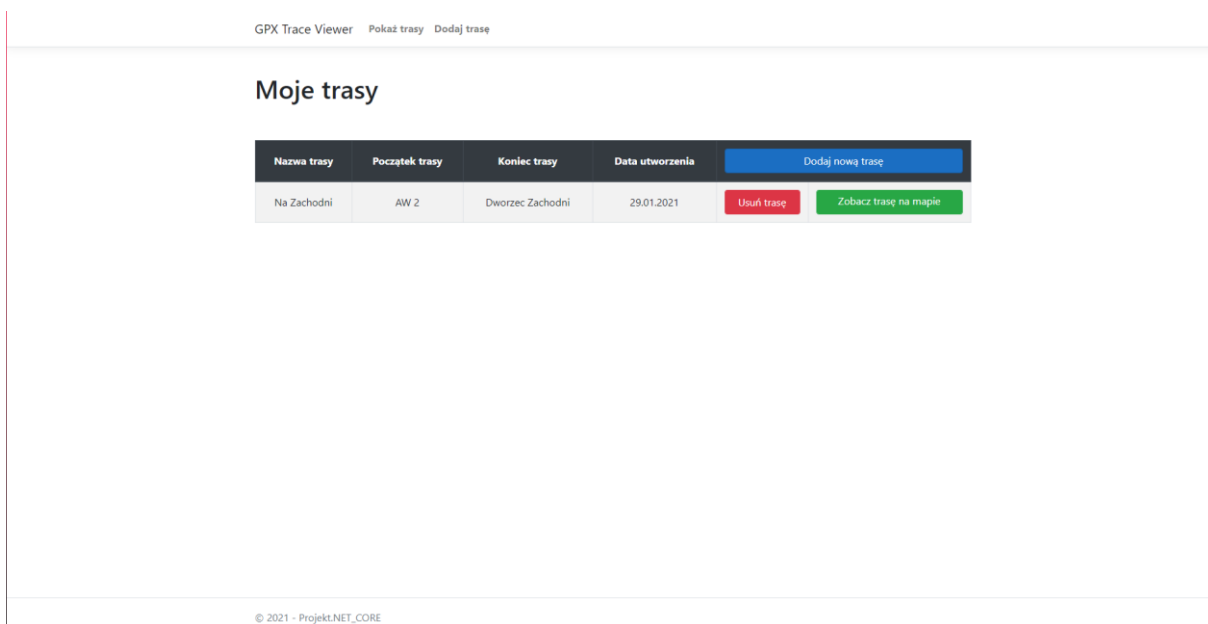 GPX Trace Viewer Pokaż trasy Dodaj trasę
Moje trasy
Nazwa trasy Początek trasy Koniec trasy Data utworzenia Dodaj nową trasę
Na Zachodni AW 2 Dworzec Zachodni 29.01.2021 Usuń trasę Zobacz trasę na mapie
© 2021 - Projekt.NET_CORE